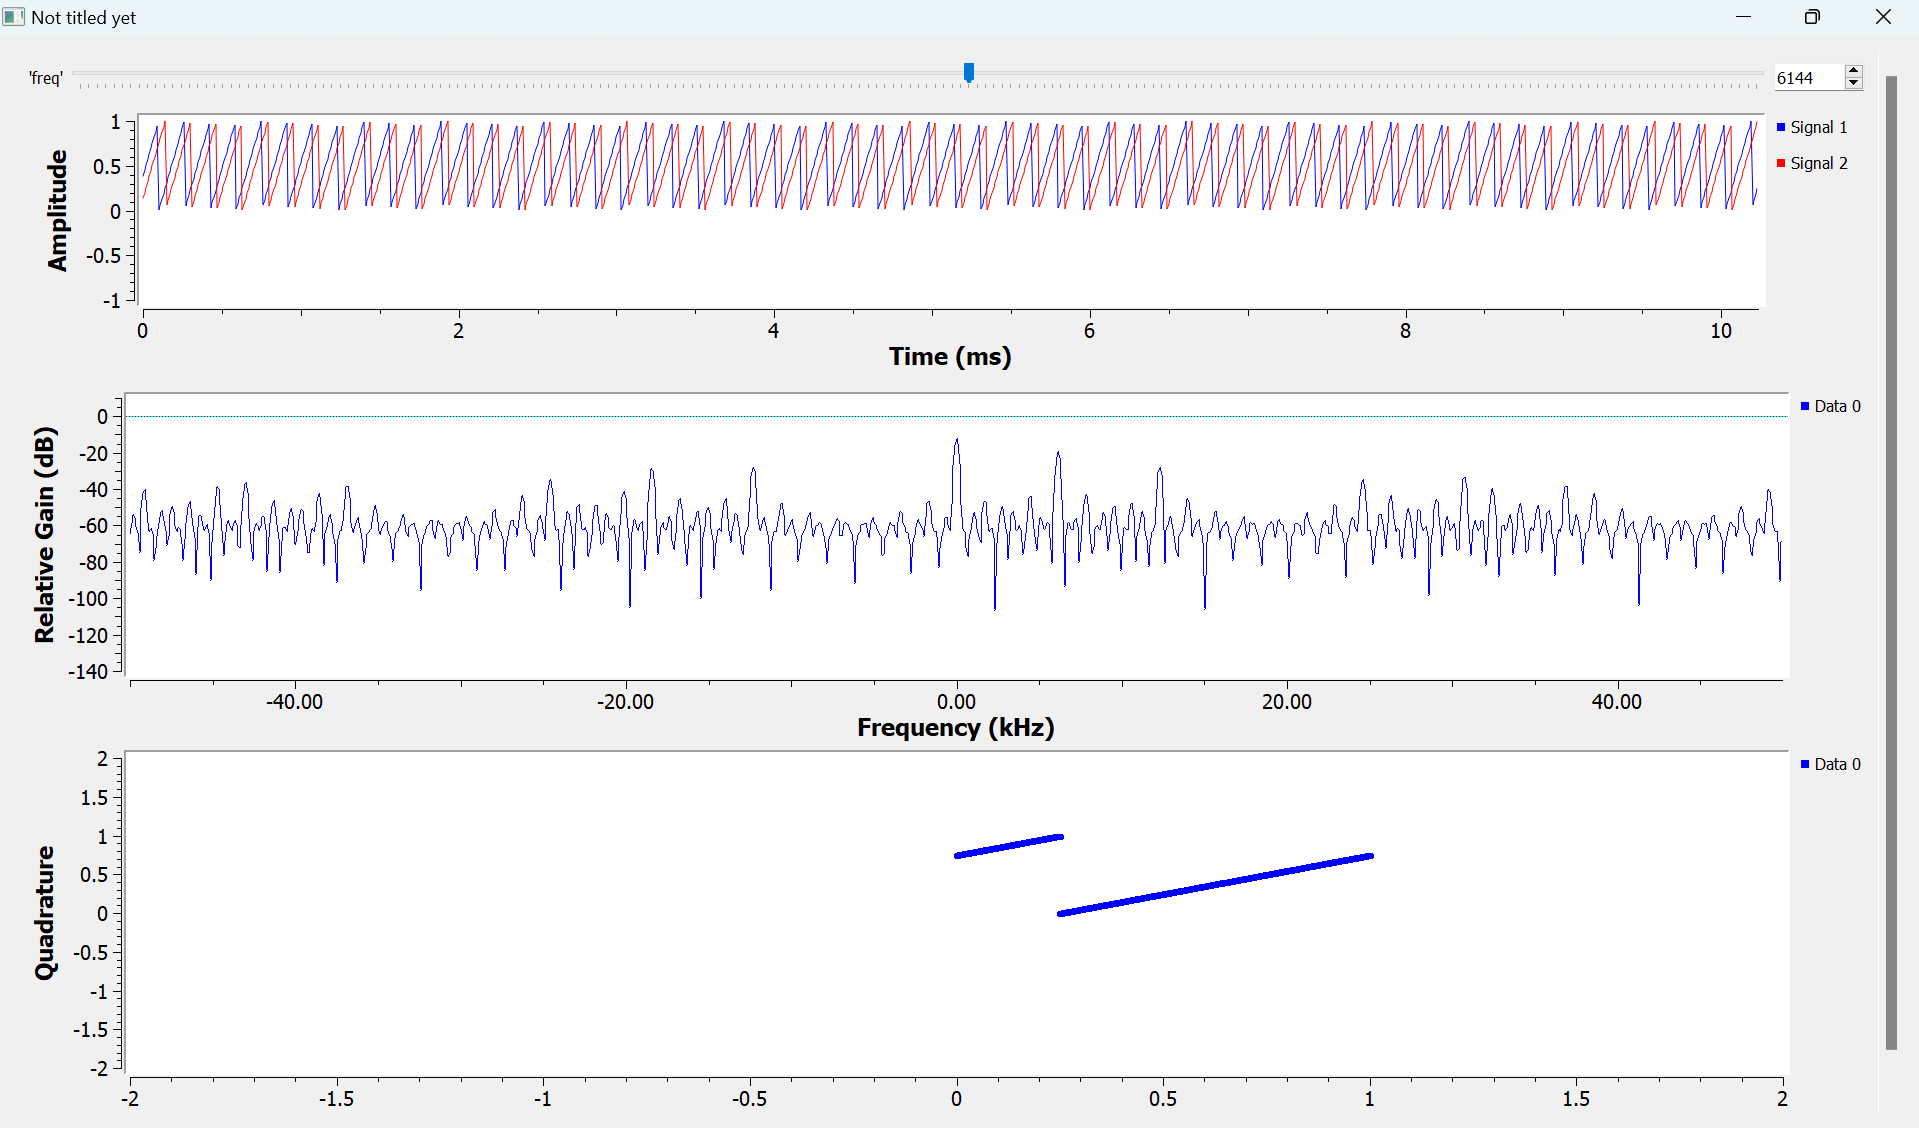 Not titled yet
'freq'
6144
Amplitude
1
0.5
0
-0.5
-1
0 2 4 6 8 10
Time (ms)
Signal 1
Signal 2
Relative Gain (dB)
0
-20
-40
-60
-80
-100
-120
-140
-40.00 -20.00 0.00 20.00 40.00
Frequency (kHz)
Data 0
Quadrature
2
1.5
1
0.5
0
-0.5
-1
-1.5
-2
-2 -1.5 -1 -0.5 0 0.5 1 1.5 2
Data 0